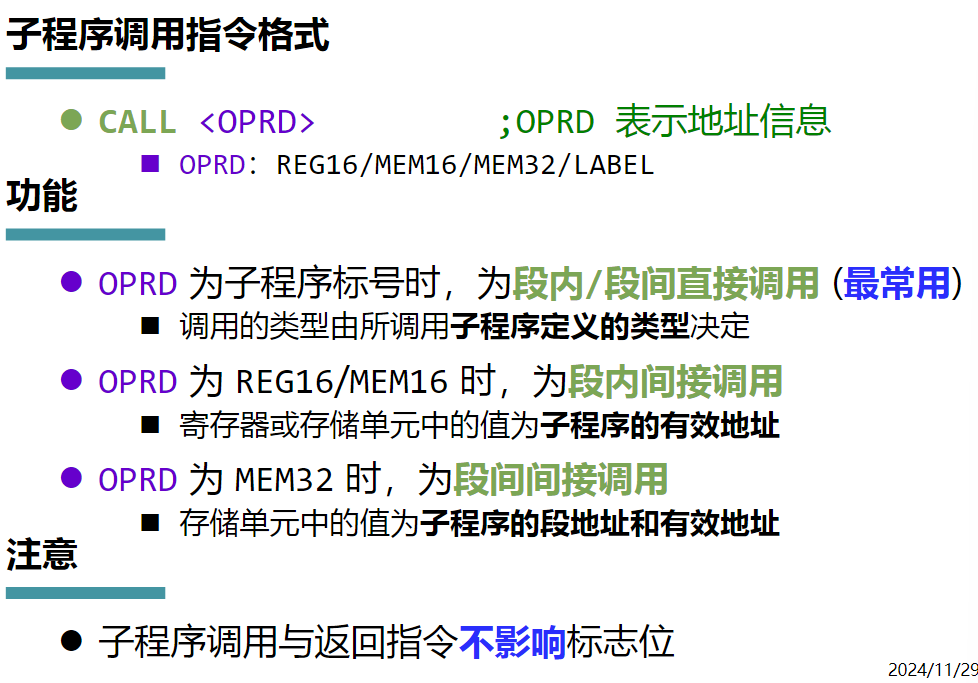 子程序调用指令格式
CALL <OPRD> ;OPRD 表示地址信息
OPRD: REG16/MEM16/MEM32/LABEL
功能
OPRD 为子程序标号时，为段内/段间直接调用 (最常用)
调用的类型由所调用子程序定义的类型决定
OPRD 为 REG16/MEM16 时，为段内间接调用
寄存器或存储单元中的值为子程序的有效地址
OPRD 为 MEM32 时，为段间间接调用
存储单元中的值为子程序的段地址和有效地址
注意
子程序调用与返回指令不影响标志位
2024/11/29